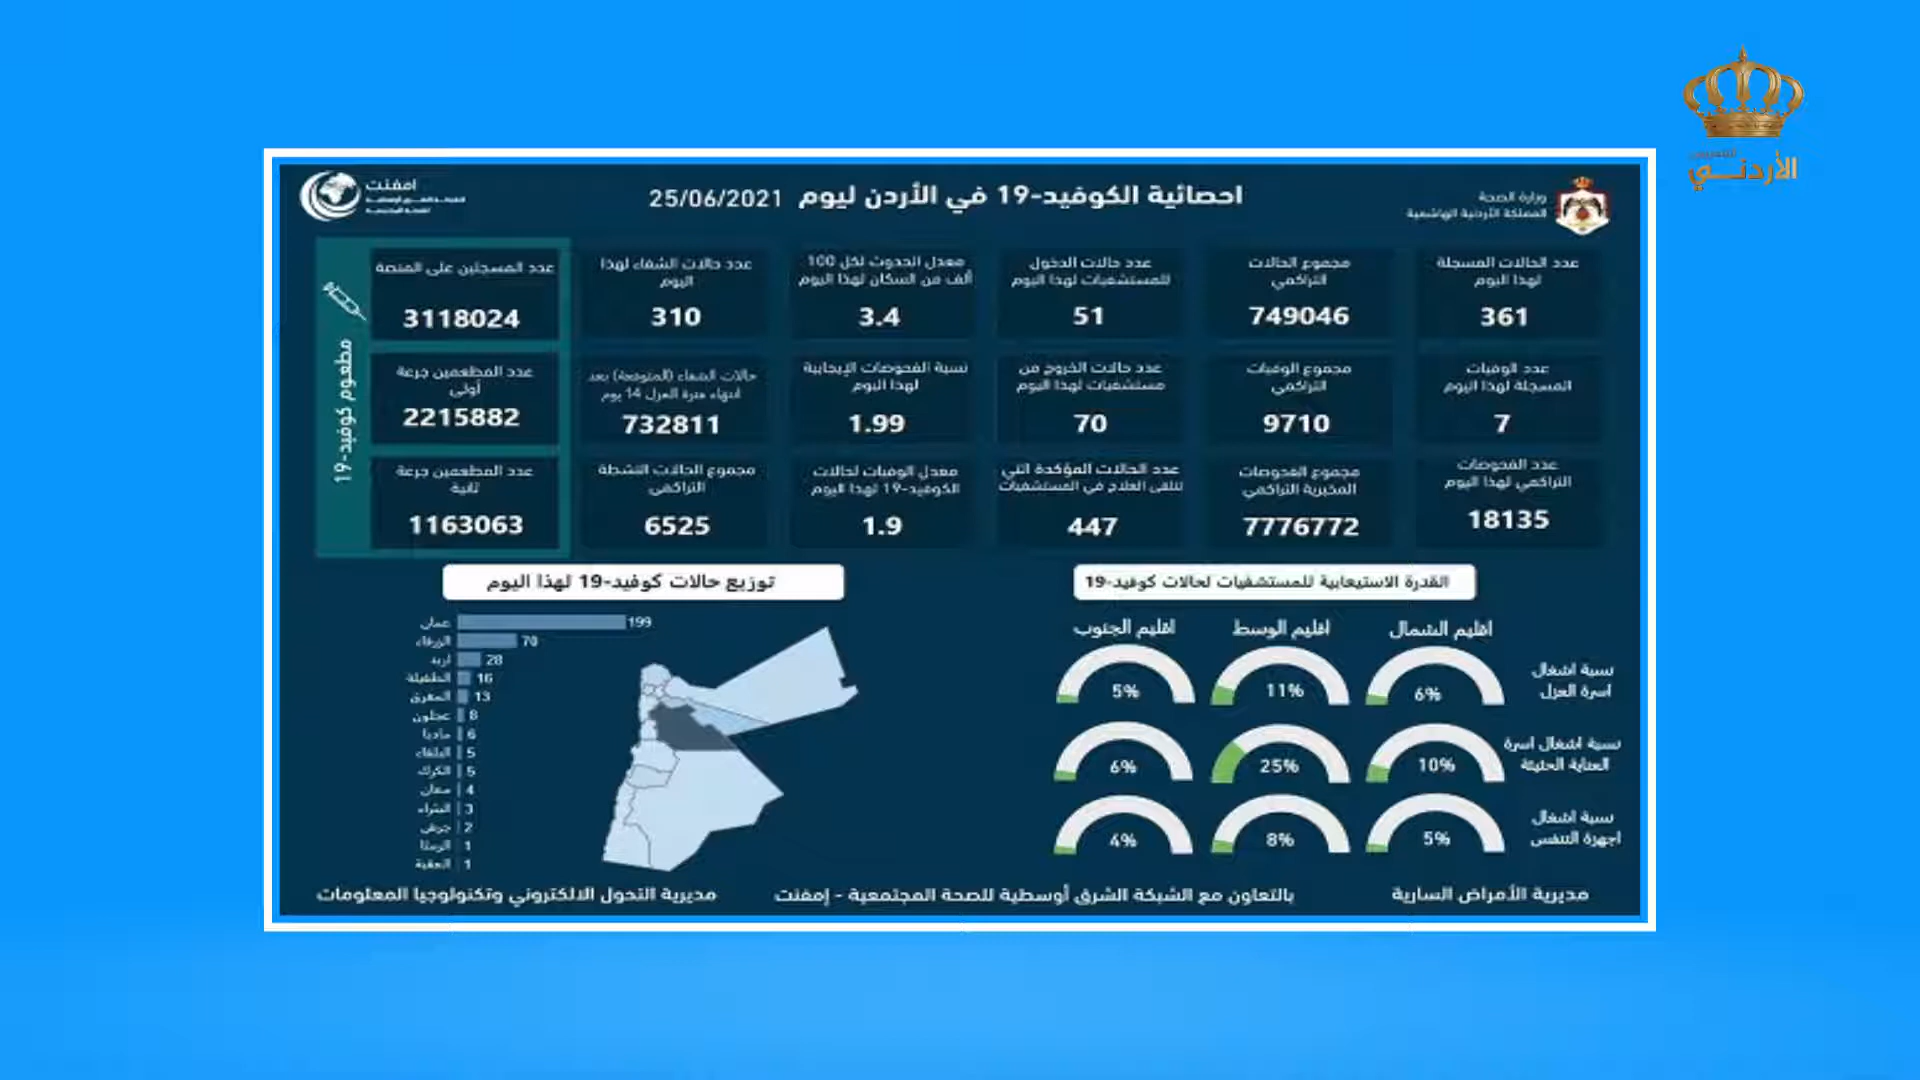 الأردنـــي
احصائية الكوفيد-19 في الأردن ليوم 25/06/2021
وزارة الصحة
المملكة الأردنية الهاشمية
امفنت
عدد الحالات المسجلة
لهذا اليوم
361
مجموع الحالات
التراكمي
749046
عدد حالات الدخول
للمستشفيات لهذا اليوم
51
معدل الحدوث لكل 100
ألف من السكان لهذا اليوم
3.4
عدد حالات الشفاء لهذا
اليوم
310
عدد المسجلين على المنصة
3118024
عدد الوفيات
المسجلة لهذا اليوم
7
مجموع الوفيات
التراكمي
9710
عدد حالات الخروج من
مستشفيات لهذا اليوم
70
نسبة الفحوصات الإيجابية
لهذا اليوم
1.99
حالات الشفاء (المتوقعة) بعد
انتهاء فترة العزل 14 يوم
732811
عدد المطعمين جرعة
أولى
2215882
عدد الفحوصات
التراكمي لهذا اليوم
18135
مجموع الفحوصات
المخبرية التراكمي
7776772
عدد الحالات المؤكدة التي
تتلقى العلاج في المستشفيات
447
معدل الوفيات لحالات
الكوفيد-19 لهذا اليوم
1.9
مجموع الحالات النشطة
التراكمي
6525
عدد المطعمين جرعة
ثانية
1163063
مطعوم كوفيد-19
القدرة الاستيعابية للمستشفيات لحالات كوفيد-19
اقليم الشمال
اقليم الوسط
اقليم الجنوب
نسبة اشغال
اسرة العزل
6%
11%
5%
نسبة اشغال اسرة
العناية الحثيثة
10%
25%
6%
نسبة اشغال
اجهزة التنفس
5%
8%
4%
توزيع حالات كوفيد-19 لهذا اليوم
عمان 199
الزرقاء 70
اربد 28
الطفيلة 16
المفرق 13
عجلون 8
مادبا 6
البلقاء 5
الكرك 5
معان 4
البتراء 3
جرش 2
الرمثا 1
العقبة 1
مديرية الأمراض السارية
بالتعاون مع الشبكة الشرق أوسطية للصحة المجتمعية - إمفنت
مديرية التحول الالكتروني وتكنولوجيا المعلومات